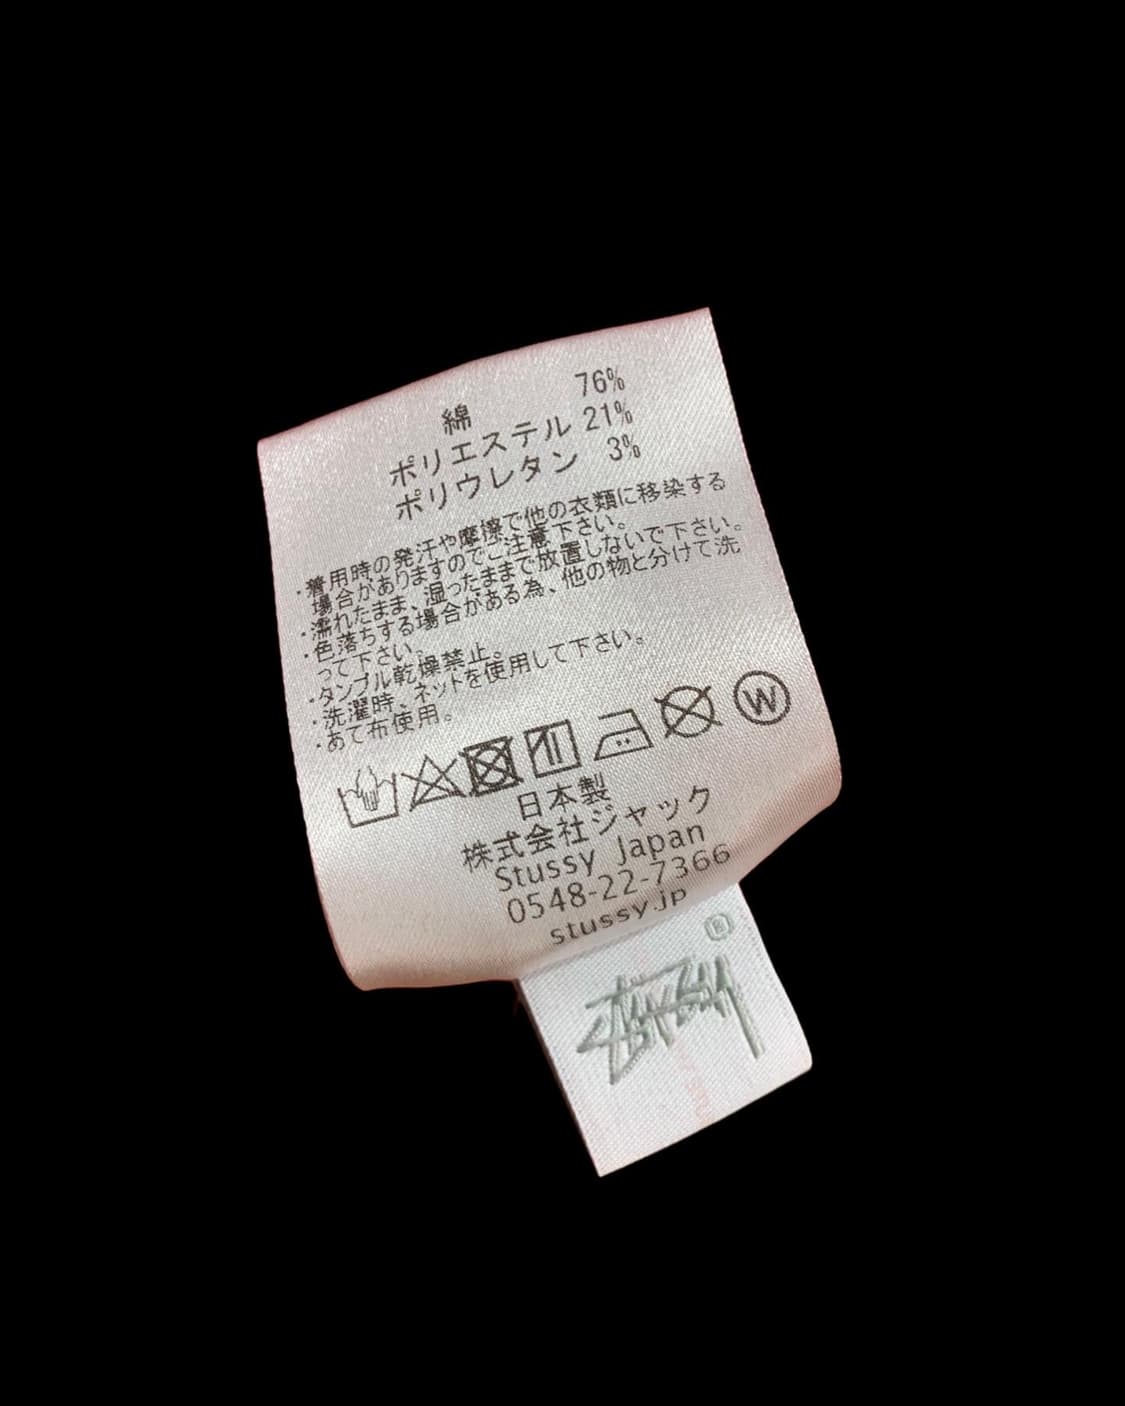 綿 76%
ポリエステル 21%
ポリウレタン 3%
・着用時の発汗や摩擦で他の衣類に移染する
場合がありますのでご注意下さい。
・濡れたまま、湿ったままで放置しないで下さい。
・色落ちする場合がある為、他の物と分けて洗
って下さい。
・タンブル乾燥禁止。
・洗濯時、ネットを使用して下さい。
・あて布使用。
W
日本製
株式会社ジャック
Stussy Japan
0548-22-7366
stussy.jp
®
Stüssy